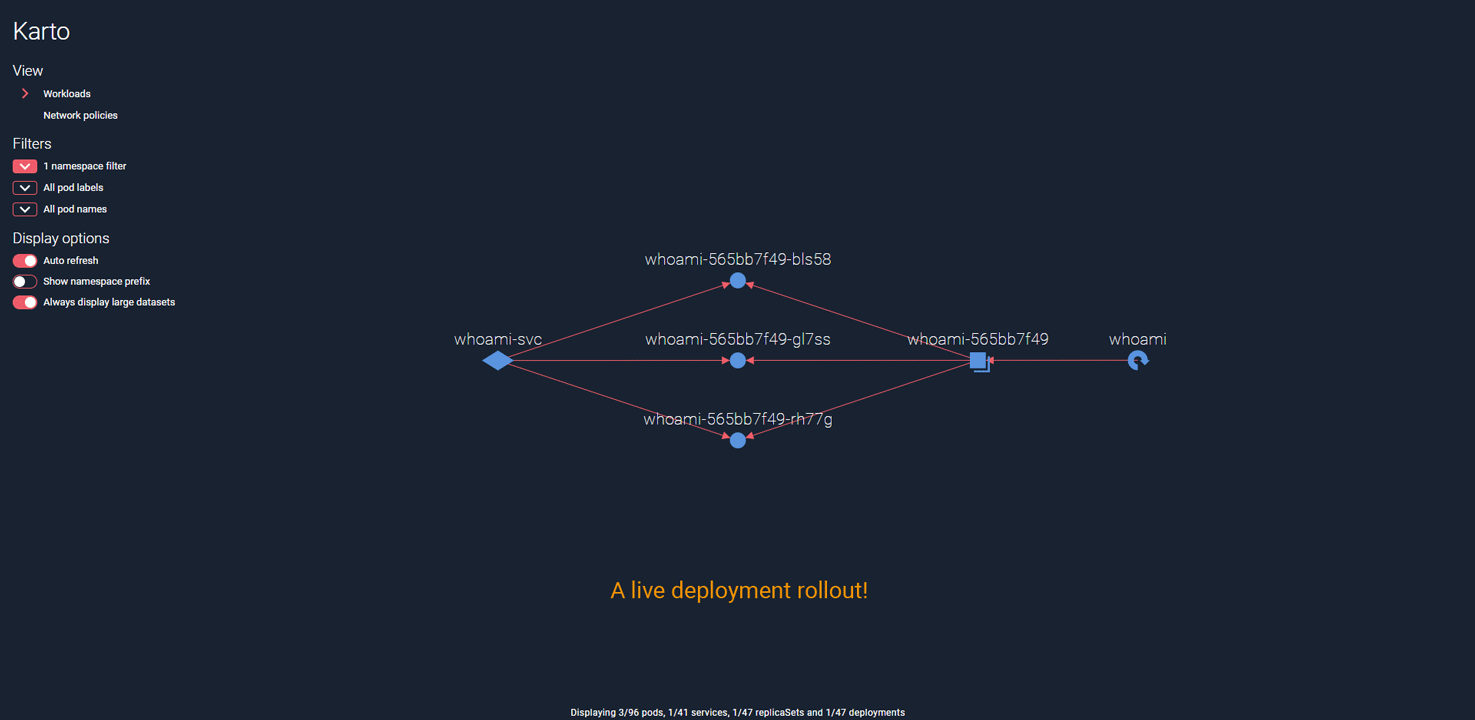 Karto
View
Workloads
Network policies
Filters
1 namespace filter
All pod labels
All pod names
Display options
Auto refresh
Show namespace prefix
Always display large datasets
whoami-565bb7f49-bls58
whoami-svc
whoami-565bb7f49-gl7ss
whoami-565bb7f49
whoami
whoami-565bb7f49-rh77g
A live deployment rollout!
Displaying 3/96 pods, 1/41 services, 1/47 replicaSets and 1/47 deployments